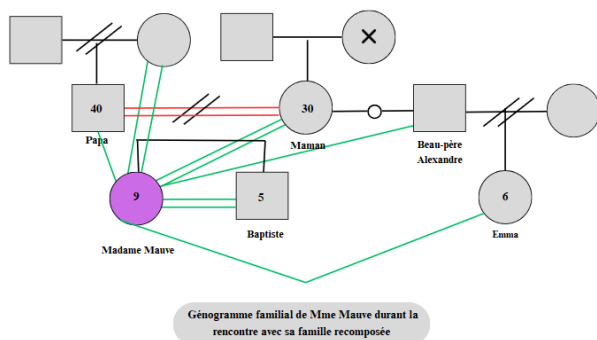 40
30
Papa
Maman
Beau-père
Alexandre
9
5
6
Baptiste
Emma
Madame Mauve
Génogramme familial de Mme Mauve durant la
rencontre avec sa famille recomposée